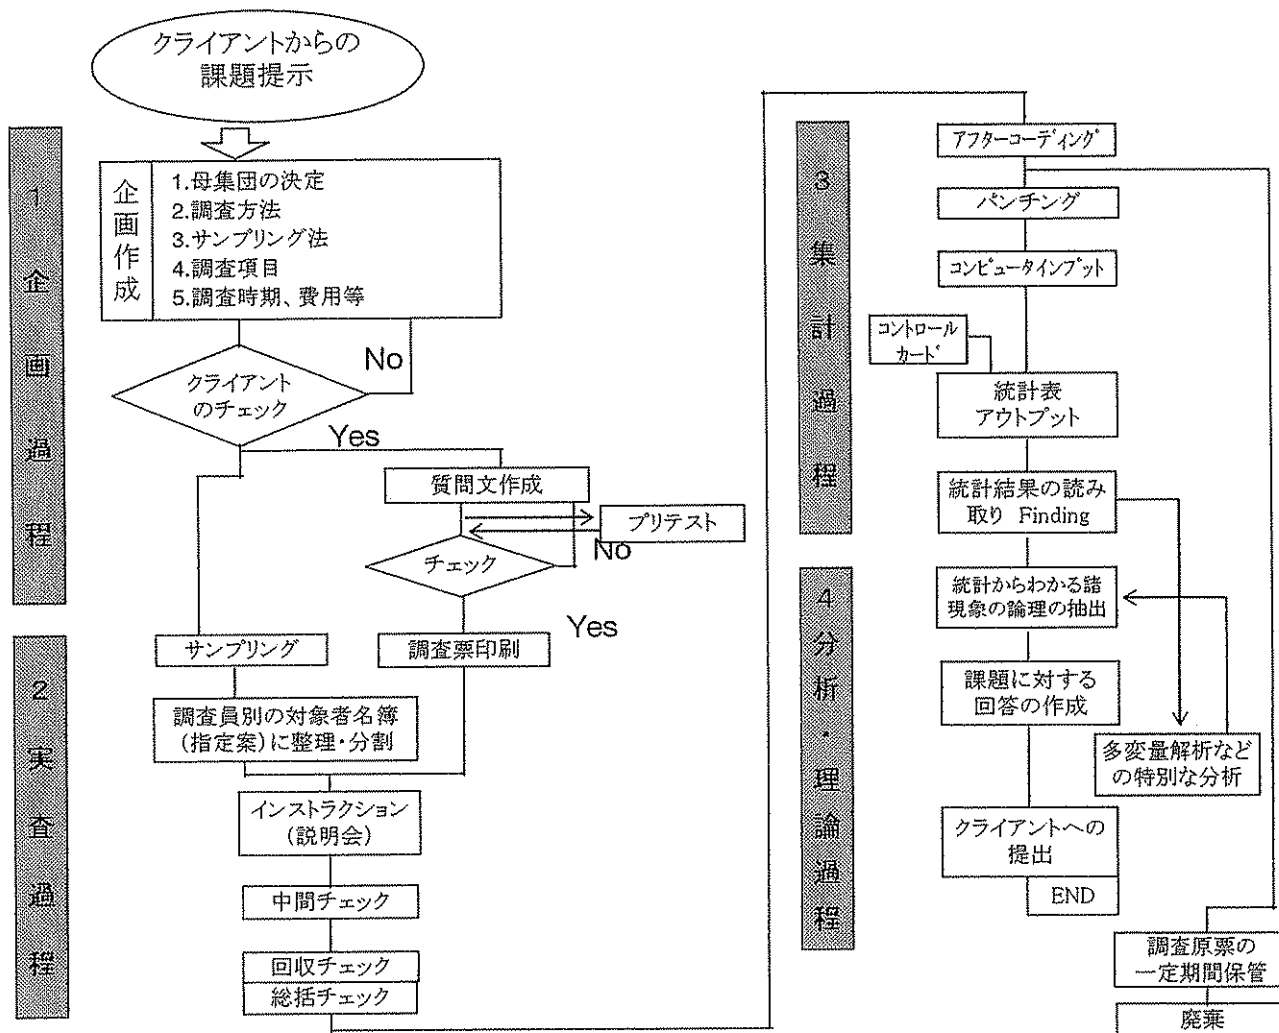 クライアントからの
課題提示
1 企画過程
企画作成
1.母集団の決定
2.調査方法
3.サンプリング法
4.調査項目
5.調査時期、費用等
No
クライアント
のチェック
Yes
質問文作成
プリテスト
No
チェック
Yes
2 実査過程
サンプリング
調査票印刷
調査員別の対象者名簿
(指定案)に整理・分割
インストラクション
(説明会)
中間チェック
回収チェック
総括チェック
3 集計過程
アフターコーディング
パンチング
コンピュータインプット
コントロール
カード
統計表
アウトプット
統計結果の読み
取り Finding
4 分析・理論過程
統計からわかる諸
現象の論理の抽出
課題に対する
回答の作成
多変量解析など
の特別な分析
クライアントへの
提出
END
調査原票の
一定期間保管
廃棄